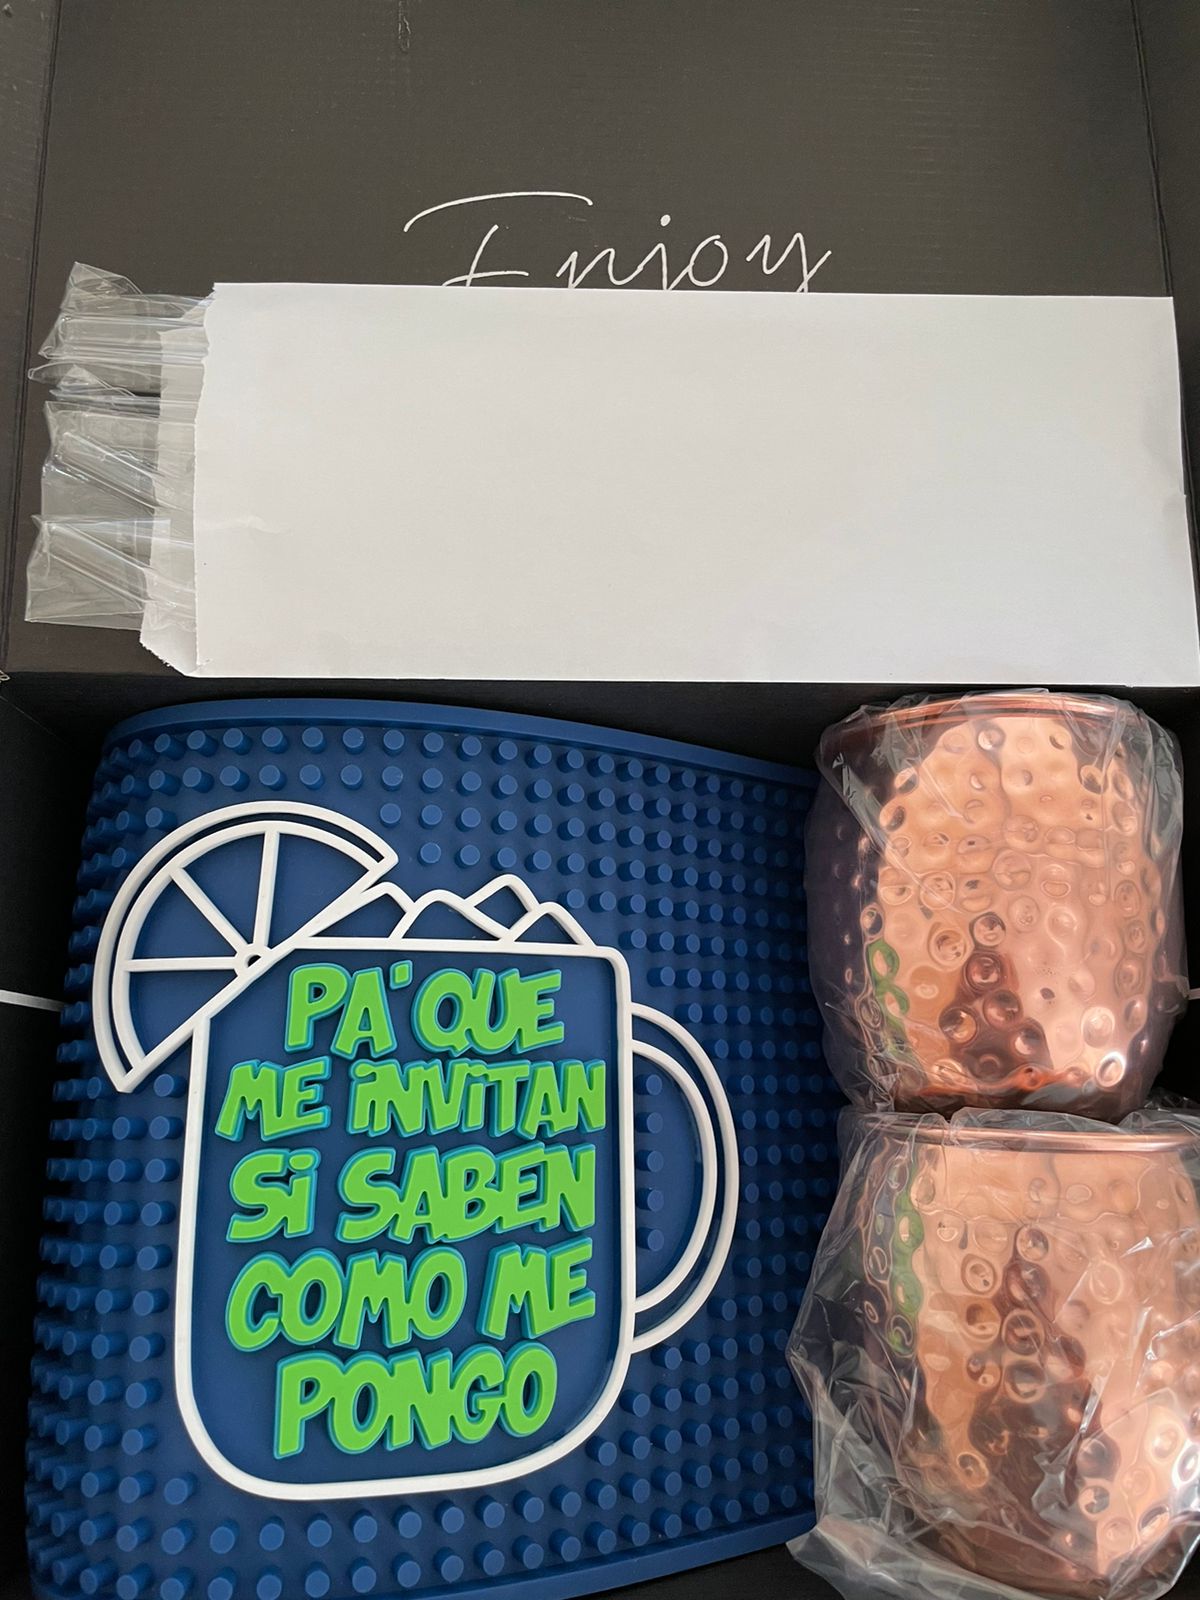 Enjoy
PA' QUE
ME iNViTAN
Si SABEN
COMO ME
PONGO